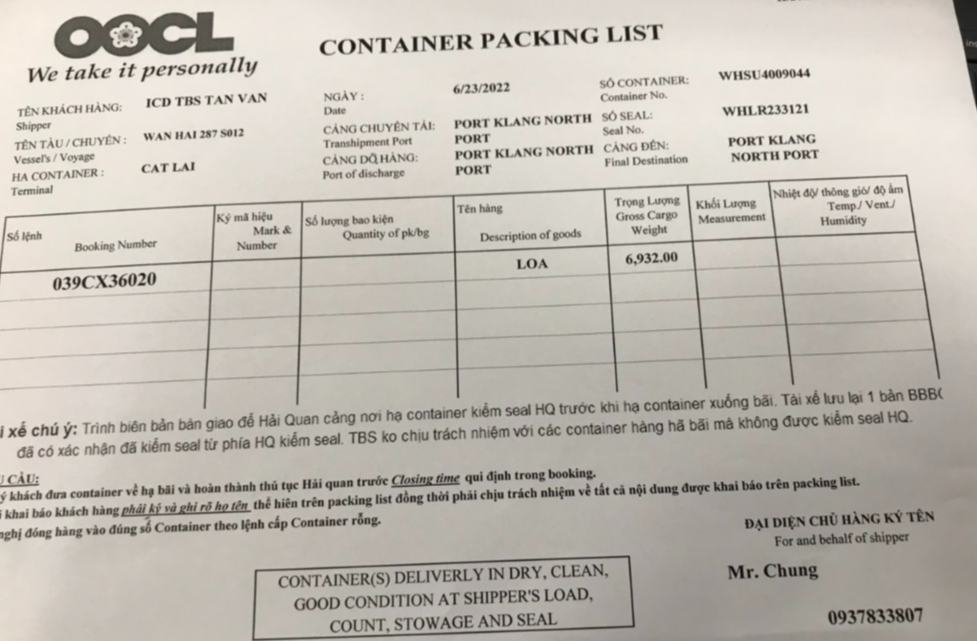 OOCL
We take it personally
CONTAINER PACKING LIST
TÊN KHÁCH HÀNG: ICD TBS TAN VAN
Shipper
TÊN TÀU / CHUYẾN : WAN HAI 287 S012
Vessel's / Voyage
HẠ CONTAINER : CAT LAI
Terminal
NGÀY : 6/23/2022
Date
CẢNG CHUYỂN TẢI: PORT KLANG NORTH
Transhipment Port PORT
CẢNG DỠ HÀNG: PORT KLANG NORTH
Port of discharge PORT
SỐ CONTAINER: WHSU4009044
Container No.
SỐ SEAL: WHLR233121
Seal No.
CẢNG ĐẾN: PORT KLANG
Final Destination NORTH PORT
Số lệnh
Booking Number
Ký mã hiệu
Mark &
Number
Số lượng bao kiện
Quantity of pk/bg
Tên hàng
Description of goods
Trọng Lượng
Gross Cargo
Weight
Khối Lượng
Measurement
Nhiệt độ/ thông gió/ độ ẩm
Temp./ Vent./
Humidity
039CX36020 LOA 6,932.00
xế chú ý: Trình biên bản bàn giao để Hải Quan cảng nơi hạ container kiểm seal HQ trước khi hạ container xuống bãi. Tài xế lưu lại 1 bản
đã có xác nhận đã kiểm seal từ phía HQ kiểm seal. TBS ko chịu trách nhiệm với các container hàng hã bãi mà không được kiểm seal HQ.
CẦU:
khách đưa container về hạ bãi và hoàn thành thủ tục Hải quan trước Closing time qui định trong booking.
khai báo khách hàng phải ký và ghi rõ họ tên thể hiên trên packing list đồng thời phải chịu trách nhiệm về tất cả nội dung được khai báo trên packing list.
nghị đóng hàng vào đúng số Container theo lệnh cấp Container rỗng.
ĐẠI DIỆN CHỦ HÀNG KÝ TÊN
For and behalf of shipper
CONTAINER(S) DELIVERLY IN DRY, CLEAN,
GOOD CONDITION AT SHIPPER'S LOAD,
COUNT, STOWAGE AND SEAL
Mr. Chung
0937833807